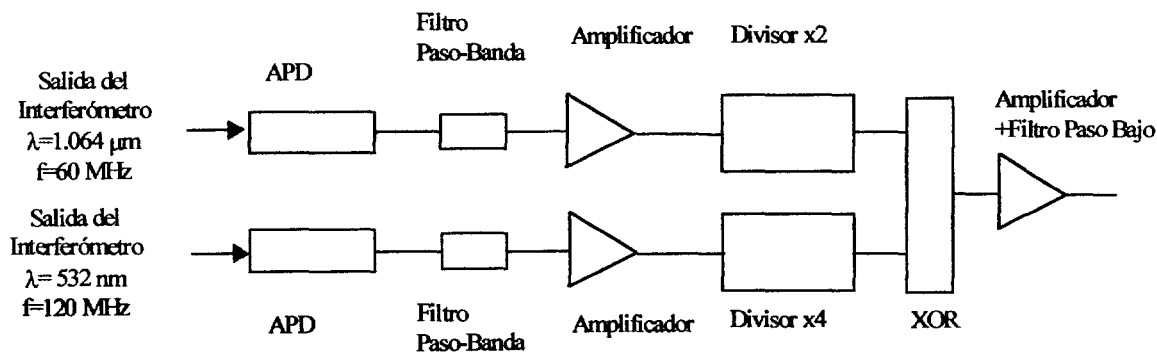 Filtro
Paso-Banda
Amplificador
Divisor x2
APD
Salida del
Interferómetro
λ=1.064 μm
f=60 MHz
Amplificador
+Filtro Paso Bajo
Salida del
Interferómetro
λ= 532 nm
f=120 MHz
APD
Filtro
Paso-Banda
Amplificador
Divisor x4
XOR